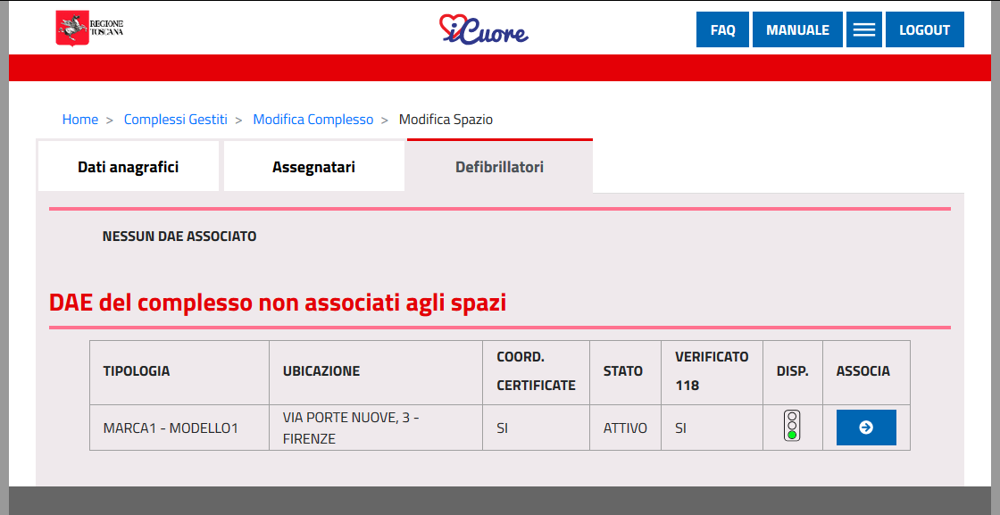 REGIONE
TOSCANA
iCuore
FAQ
MANUALE
LOGOUT
Home > Complessi Gestiti > Modifica Complesso > Modifica Spazio
Dati anagrafici
Assegnatari
Defibrillatori
NESSUN DAE ASSOCIATO
DAE del complesso non associati agli spazi
TIPOLOGIA
UBICAZIONE
COORD.
CERTIFICATE
STATO
VERIFICATO
118
DISP.
ASSOCIA
MARCA1 - MODELLO1
VIA PORTE NUOVE, 3 -
FIRENZE
SI
ATTIVO
SI